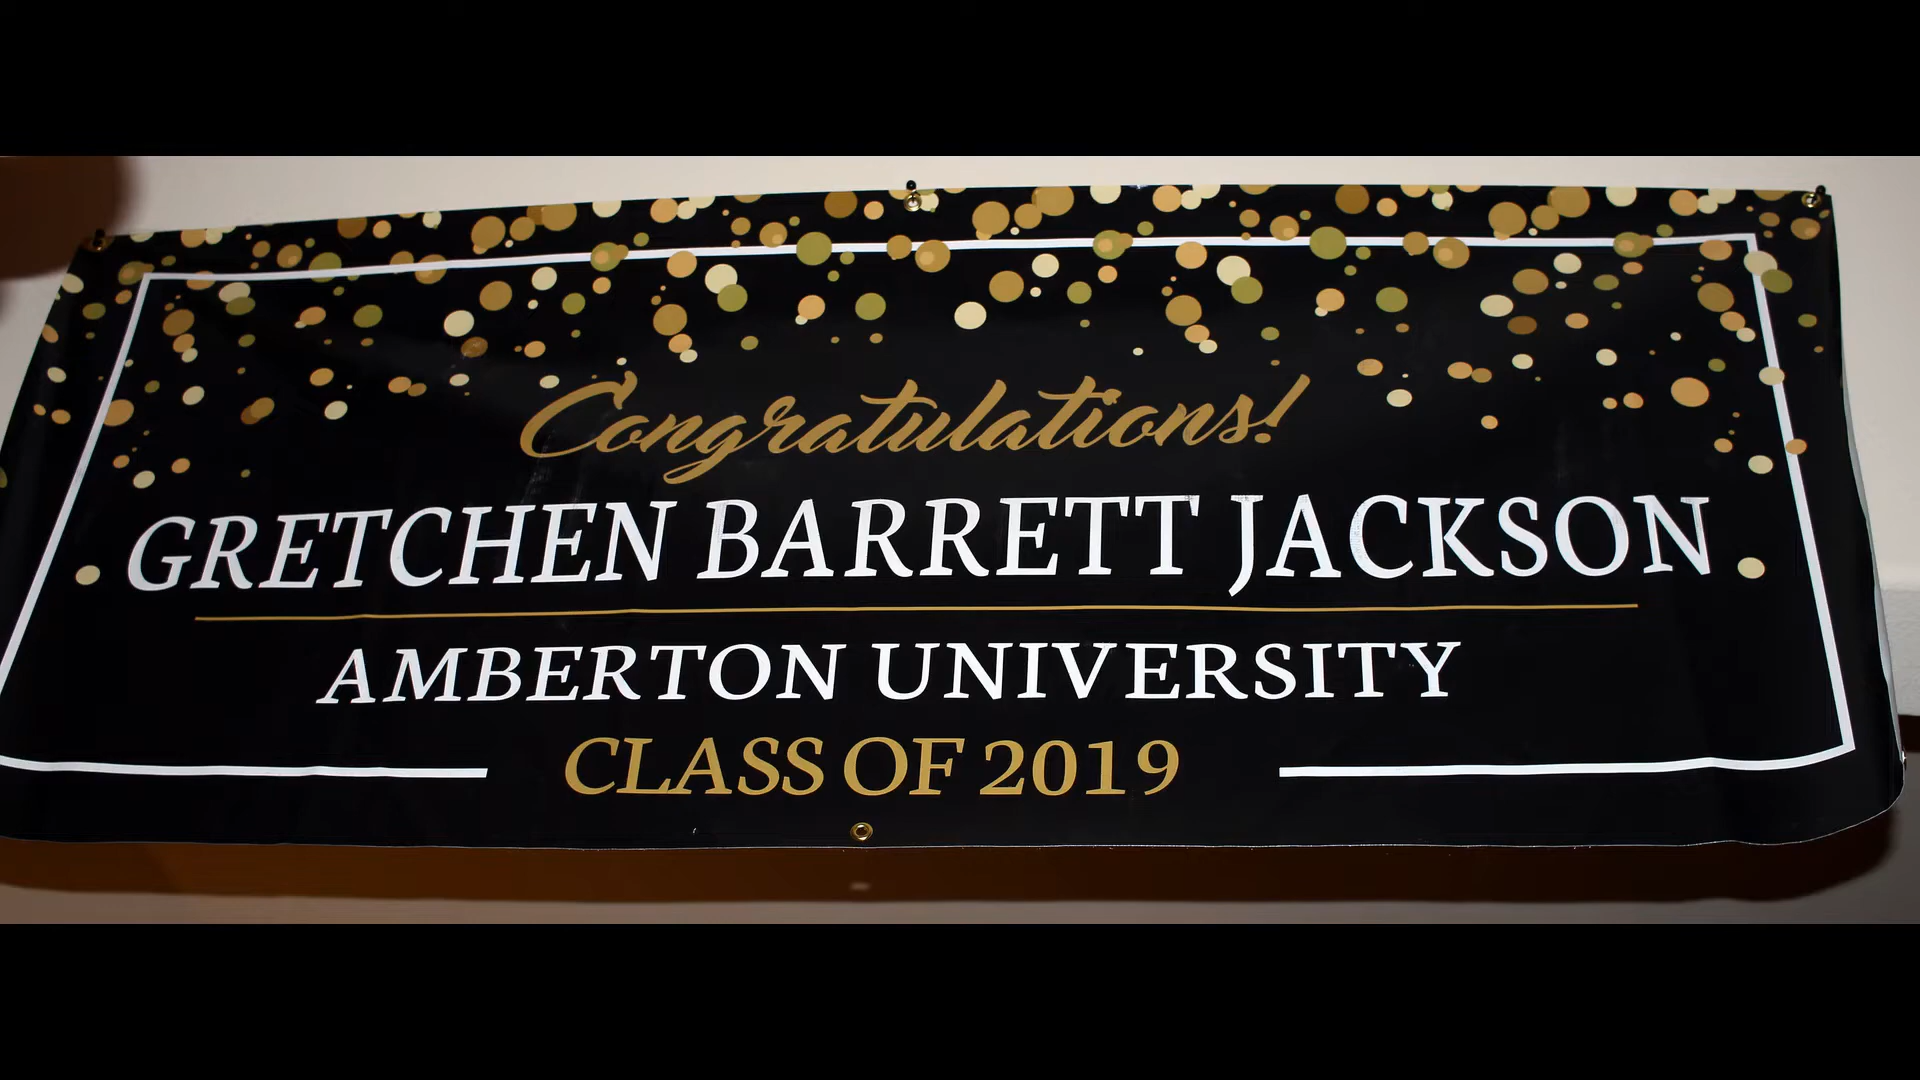 Congratulations!
GRETCHEN BARRETT JACKSON
AMBERTON UNIVERSITY
CLASS OF 2019